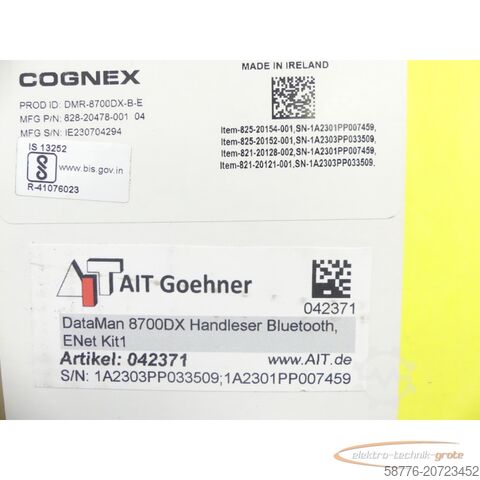 COGNEX
PROD ID: DMR-8700DX-B-E
MFG P/N: 828-20478-001 04
MFG S/N: IE230704294
IS 13252
www.bis.gov.in
R-41076023
MADE IN IRELAND
Item-825-20154-001,SN-1A2301PP007459,
Item-825-20152-001,SN-1A2303PP033509,
Item-821-20128-002,SN-1A2301PP007459,
Item-821-20121-001,SN-1A2303PP033509,
AIT AIT Goehner
042371
DataMan 8700DX Handleser Bluetooth,
ENet Kit1
Artikel: 042371
www.AIT.de
S/N: 1A2303PP033509;1A2301PP007459
elektro-technik-grote
58776-20723452